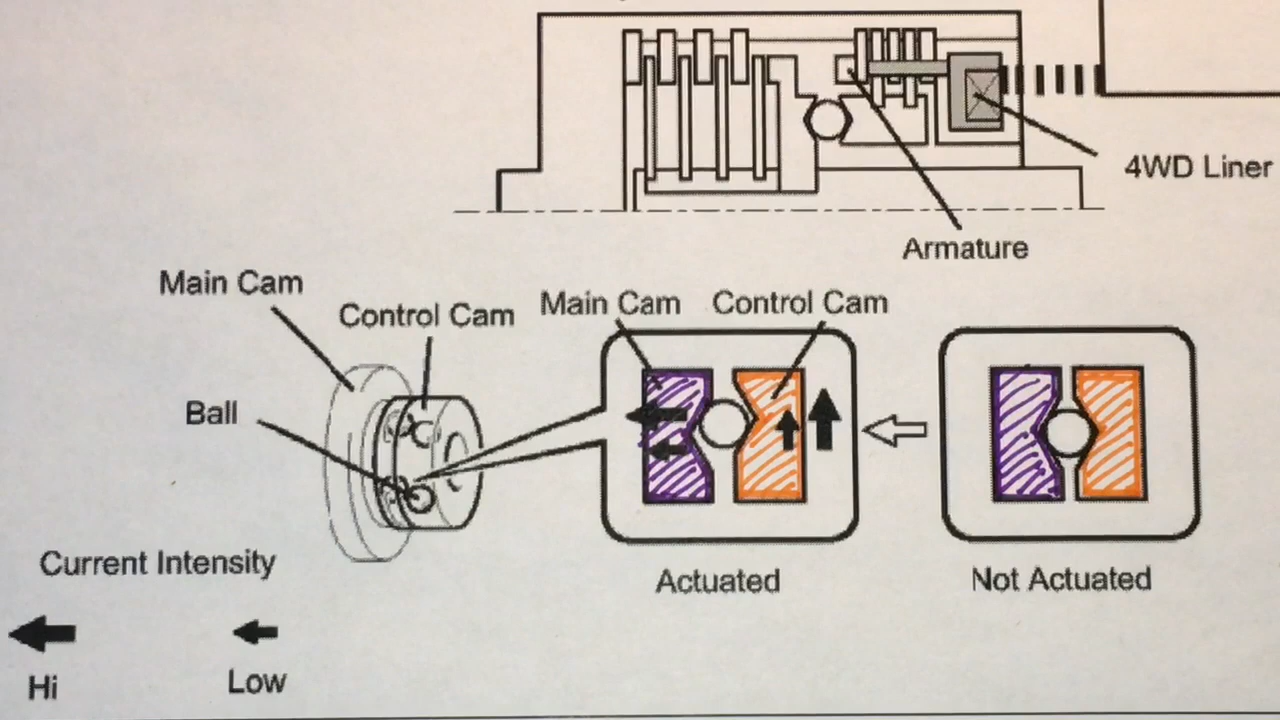 4WD Liner
Armature
Main Cam
Control Cam
Ball
Main Cam
Control Cam
Actuated
Not Actuated
Current Intensity
Hi
Low